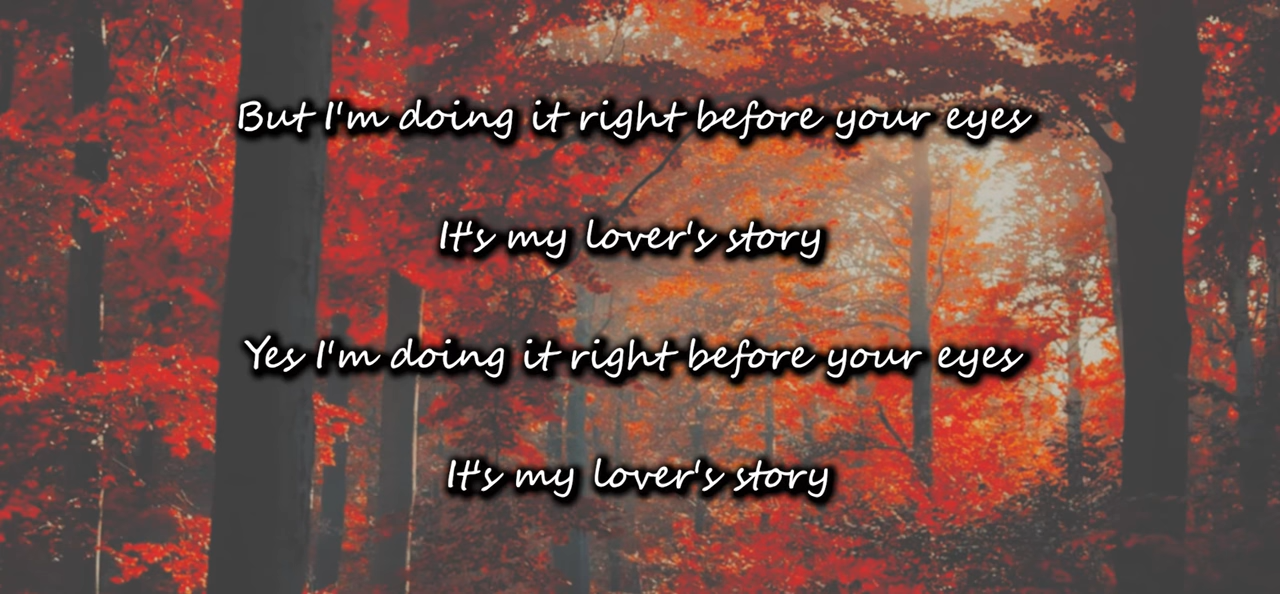 But I'm doing it right before your eyes
It's my lover's story
Yes I'm doing it right before your eyes
It's my lover's story